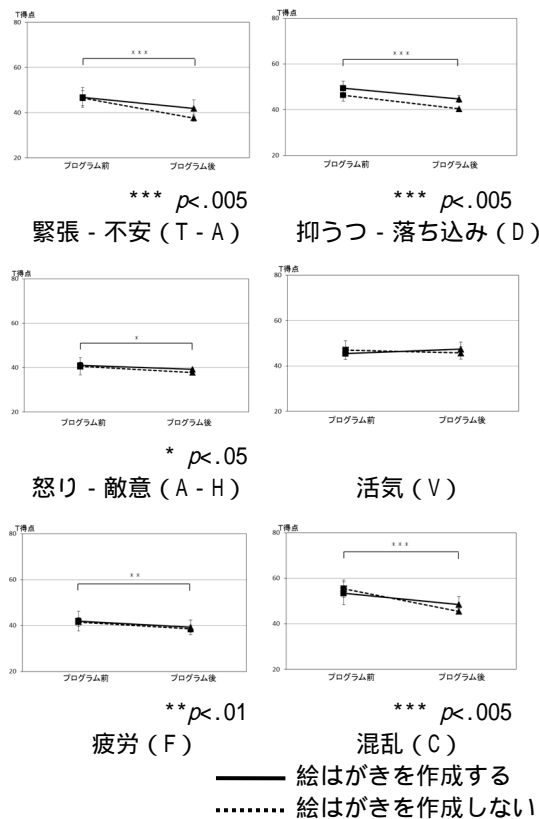 T得点
80
60
40
20
***
プログラム前 プログラム後
*** p<.005
緊張 - 不安（T - A）
T得点
80
60
40
20
***
プログラム前 プログラム後
*** p<.005
抑うつ - 落ち込み（D）
T得点
80
60
40
20
*
プログラム前 プログラム後
* p<.05
怒り - 敵意（A - H）
T得点
80
60
40
20
プログラム前 プログラム後
活気（V）
T得点
80
60
40
20
**
プログラム前 プログラム後
**p<.01
疲労（F）
T得点
80
60
40
20
***
プログラム前 プログラム後
*** p<.005
混乱（C）
絵はがきを作成する
絵はがきを作成しない